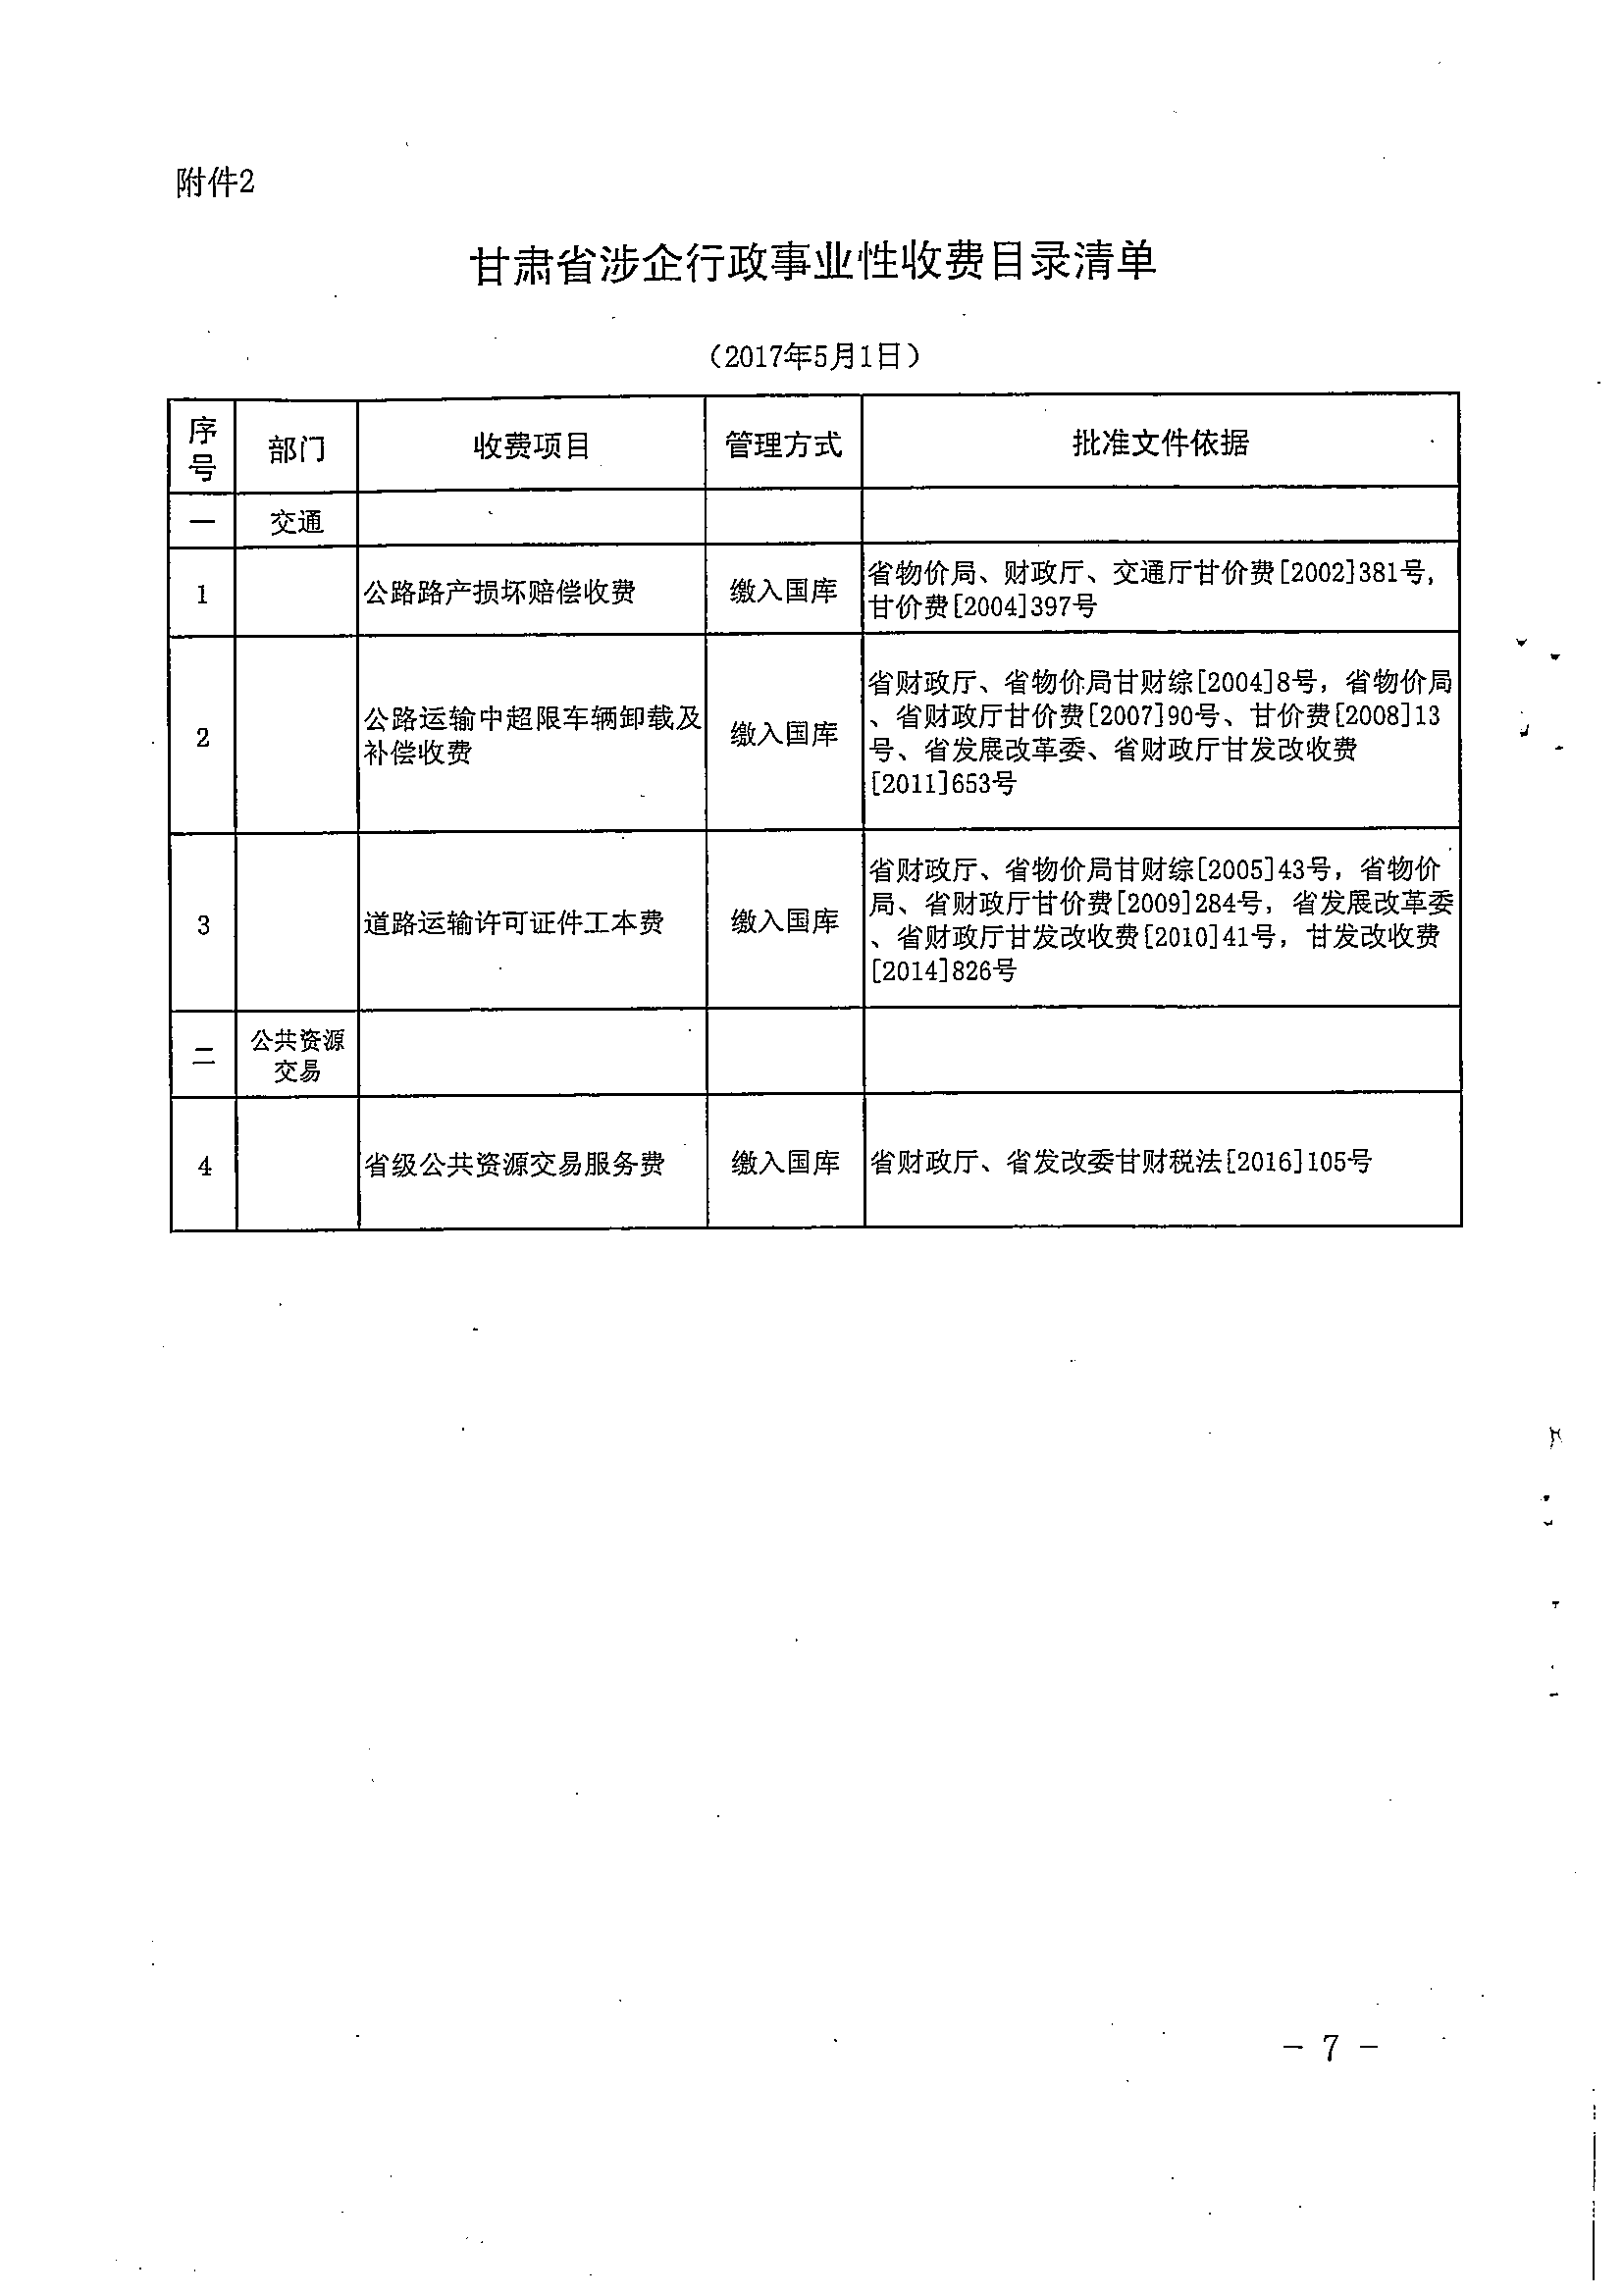 附件2
甘肃省涉企行政事业性收费目录清单
（2017年5月1日）
序号 部门 收费项目 管理方式 批准文件依据
一 交通
1 公路路产损坏赔偿收费 缴入国库 省物价局、财政厅、交通厅甘价费[2002]381号，
甘价费[2004]397号
2 公路运输中超限车辆卸载及
补偿收费 缴入国库 省财政厅、省物价局甘财综[2004]8号，省物价局
、省财政厅甘价费[2007]90号、甘价费[2008]13
号、省发展改革委、省财政厅甘发改收费
[2011]653号
3 道路运输许可证件工本费 缴入国库 省财政厅、省物价局甘财综[2005]43号，省物价
局、省财政厅甘价费[2009]284号，省发展改革委
、省财政厅甘发改收费[2010]41号，甘发改收费
[2014]826号
二 公共资源
交易
4 省级公共资源交易服务费 缴入国库 省财政厅、省发改委甘财税法[2016]105号
－ 7 －